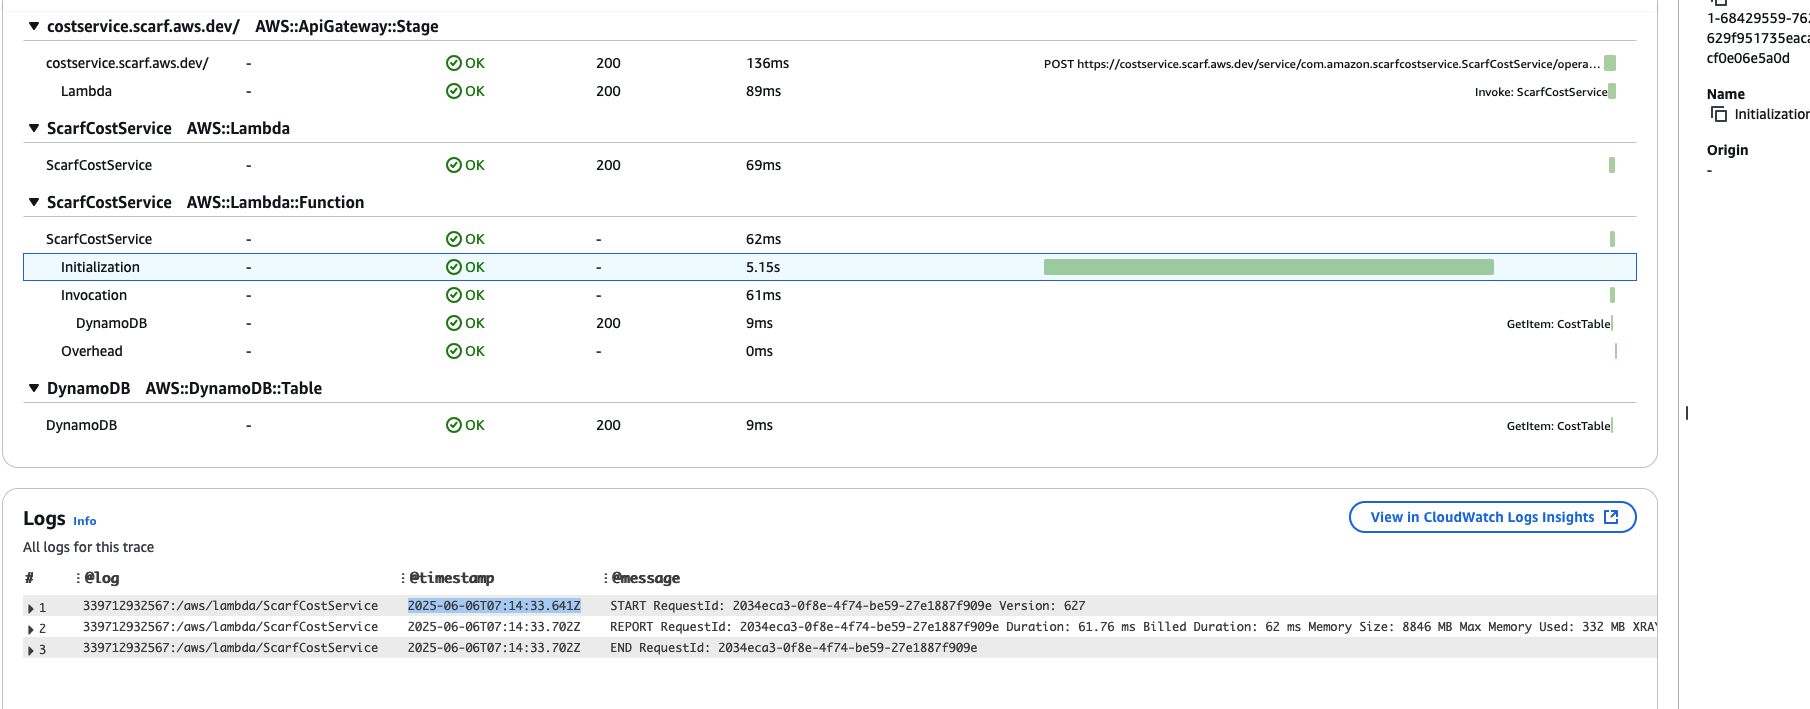 costservice.scarf.aws.dev/ AWS::ApiGateway::Stage
costservice.scarf.aws.dev/ - OK 200 136ms POST https://costservice.scarf.aws.dev/service/com.amazon.scarfcostservice.ScarfCostService/opera...
Lambda - OK 200 89ms Invoke: ScarfCostService
ScarfCostService AWS::Lambda
ScarfCostService - OK 200 69ms
ScarfCostService AWS::Lambda::Function
ScarfCostService - OK - 62ms
Initialization - OK - 5.15s
Invocation - OK - 61ms
DynamoDB - OK 200 9ms GetItem: CostTable
Overhead - OK - 0ms
DynamoDB AWS::DynamoDB::Table
DynamoDB - OK 200 9ms GetItem: CostTable
Logs Info
View in CloudWatch Logs Insights
All logs for this trace
# @log @timestamp @message
1 339712932567:/aws/lambda/ScarfCostService 2025-06-06T07:14:33.641Z START RequestId: 2034eca3-0f8e-4f74-be59-27e1887f909e Version: 627
2 339712932567:/aws/lambda/ScarfCostService 2025-06-06T07:14:33.702Z REPORT RequestId: 2034eca3-0f8e-4f74-be59-27e1887f909e Duration: 61.76 ms Billed Duration: 62 ms Memory Size: 8846 MB Max Memory Used: 332 MB XRAY
3 339712932567:/aws/lambda/ScarfCostService 2025-06-06T07:14:33.702Z END RequestId: 2034eca3-0f8e-4f74-be59-27e1887f909e
1-68429559-762
629f951735eaca
cf0e06e5a0d
Name
Initialization
Origin
-